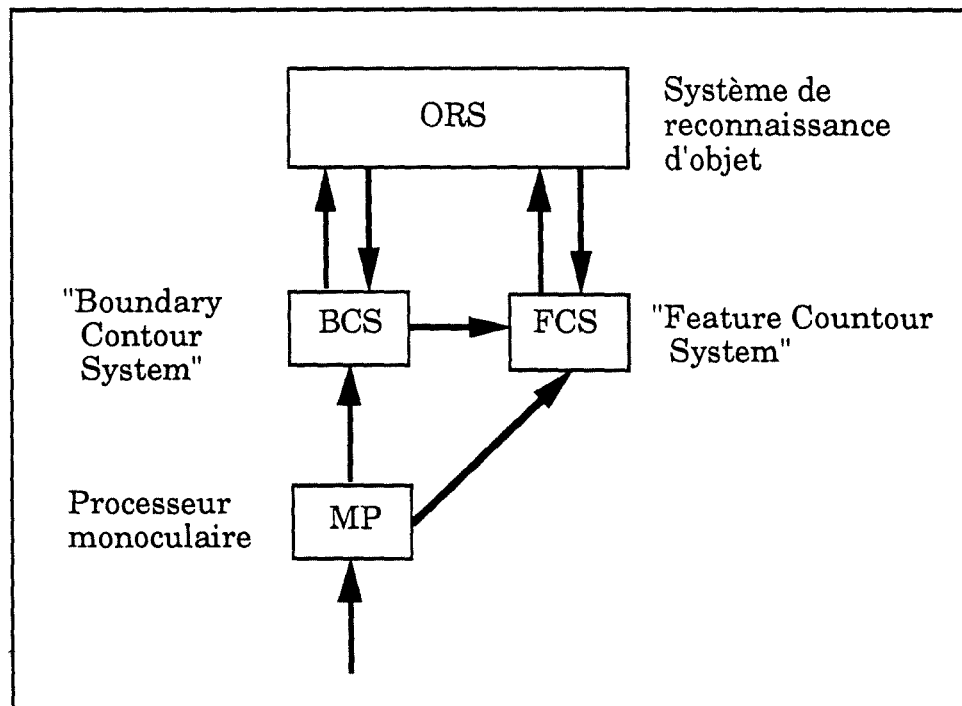 ORS
Système de
reconnaissance
d'objet
"Boundary
Contour
System"
BCS
FCS
"Feature Countour
System"
Processeur
monoculaire
MP